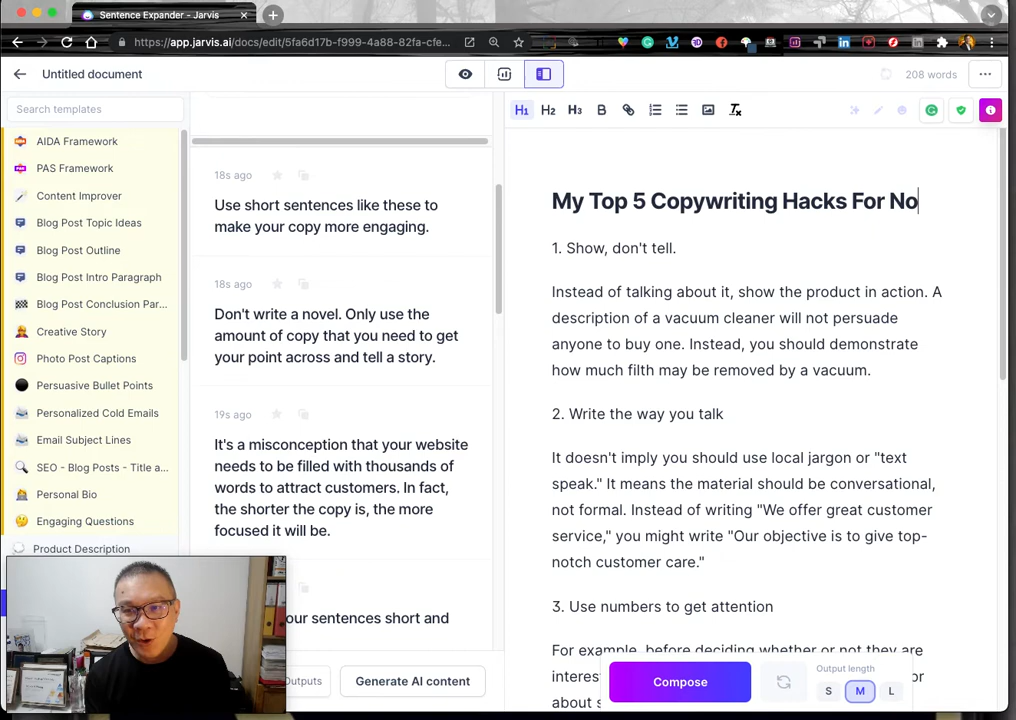 Sentence Expander - Jarvis
https://app.jarvis.ai/docs/edit/5fa6d17b-f999-4a88-82fa-cfe...
Untitled document
208 words
Search templates
AIDA Framework
PAS Framework
Content Improver
Blog Post Topic Ideas
Blog Post Outline
Blog Post Intro Paragraph
Blog Post Conclusion Par...
Creative Story
Photo Post Captions
Persuasive Bullet Points
Personalized Cold Emails
Email Subject Lines
SEO - Blog Posts - Title a...
Personal Bio
Engaging Questions
Product Description
18s ago
Use short sentences like these to
make your copy more engaging.
18s ago
Don't write a novel. Only use the
amount of copy that you need to get
your point across and tell a story.
19s ago
It's a misconception that your website
needs to be filled with thousands of
words to attract customers. In fact,
the shorter the copy is, the more
focused it will be.
our sentences short and
Outputs
Generate AI content
H1 H2 H3 B
My Top 5 Copywriting Hacks For No
1. Show, don't tell.
Instead of talking about it, show the product in action. A
description of a vacuum cleaner will not persuade
anyone to buy one. Instead, you should demonstrate
how much filth may be removed by a vacuum.
2. Write the way you talk
It doesn't imply you should use local jargon or "text
speak." It means the material should be conversational,
not formal. Instead of writing "We offer great customer
service," you might write "Our objective is to give top-
notch customer care."
3. Use numbers to get attention
For example, before deciding whether or not they are
interes
or
about s
Compose
Output length
S M L